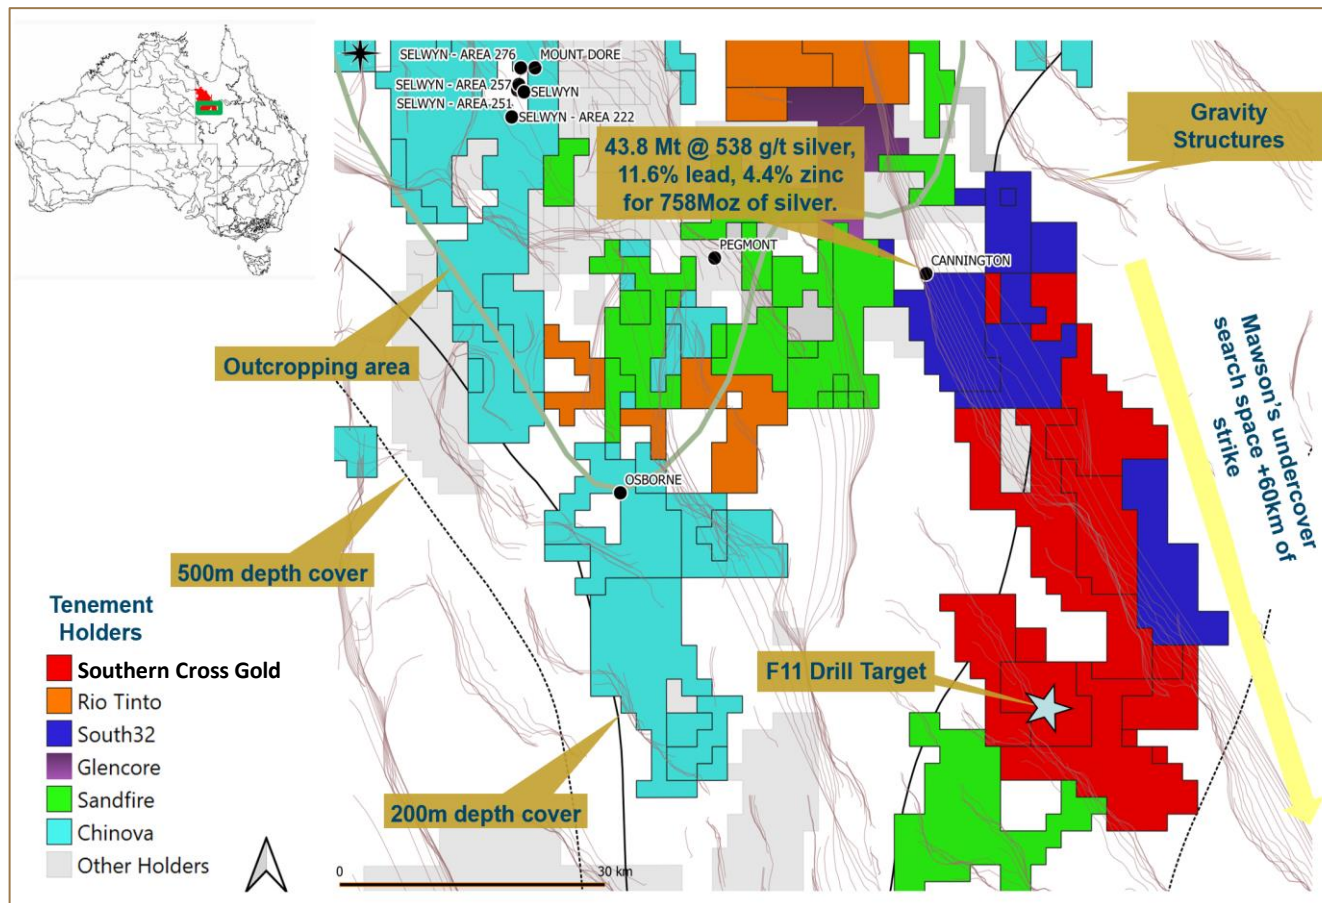 SELWYN - AREA 276
MOUNT DORE
SELWYN - AREA 257
SELWYN
SELWYN - AREA 251
SELWYN - AREA 222
Gravity
Structures
43.8 Mt @ 538 g/t silver,
11.6% lead, 4.4% zinc
for 758Moz of silver.
PEGMONT
CANNINGTON
Outcropping area
Mawson's undercover
search space +60km of
strike
OSBORNE
500m depth cover
Tenement
Holders
Southern Cross Gold
Rio Tinto
South32
Glencore
Sandfire
Chinova
Other Holders
F11 Drill Target
200m depth cover
0
30 km